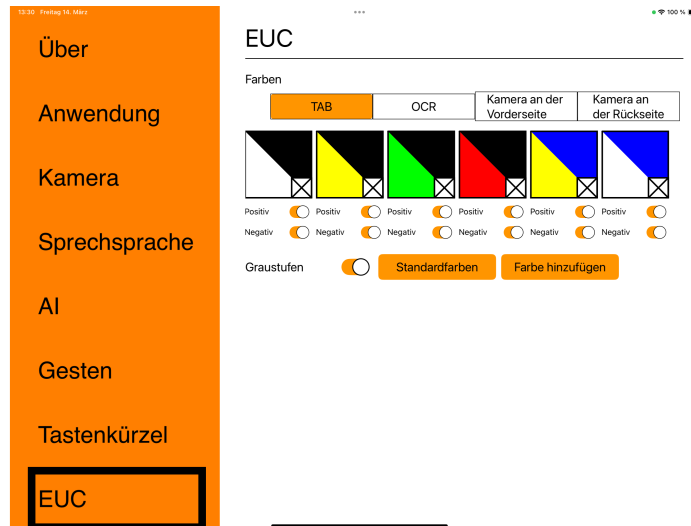 13:30 Freitag 14. März
100 %
Über
Anwendung
Kamera
Sprechsprache
AI
Gesten
Tastenkürzel
EUC
EUC
Farben
TAB
OCR
Kamera an der
Vorderseite
Kamera an
der Rückseite
Positiv Positiv Positiv Positiv Positiv Positiv
Negativ Negativ Negativ Negativ Negativ Negativ
Graustufen
Standardfarben
Farbe hinzufügen